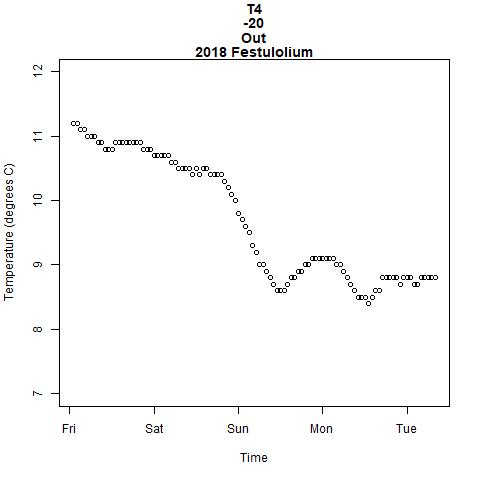 T4
-20
Out
2018 Festulolium
Temperature (degrees C)
12
11
10
9
8
7
Fri Sat Sun Mon Tue
Time